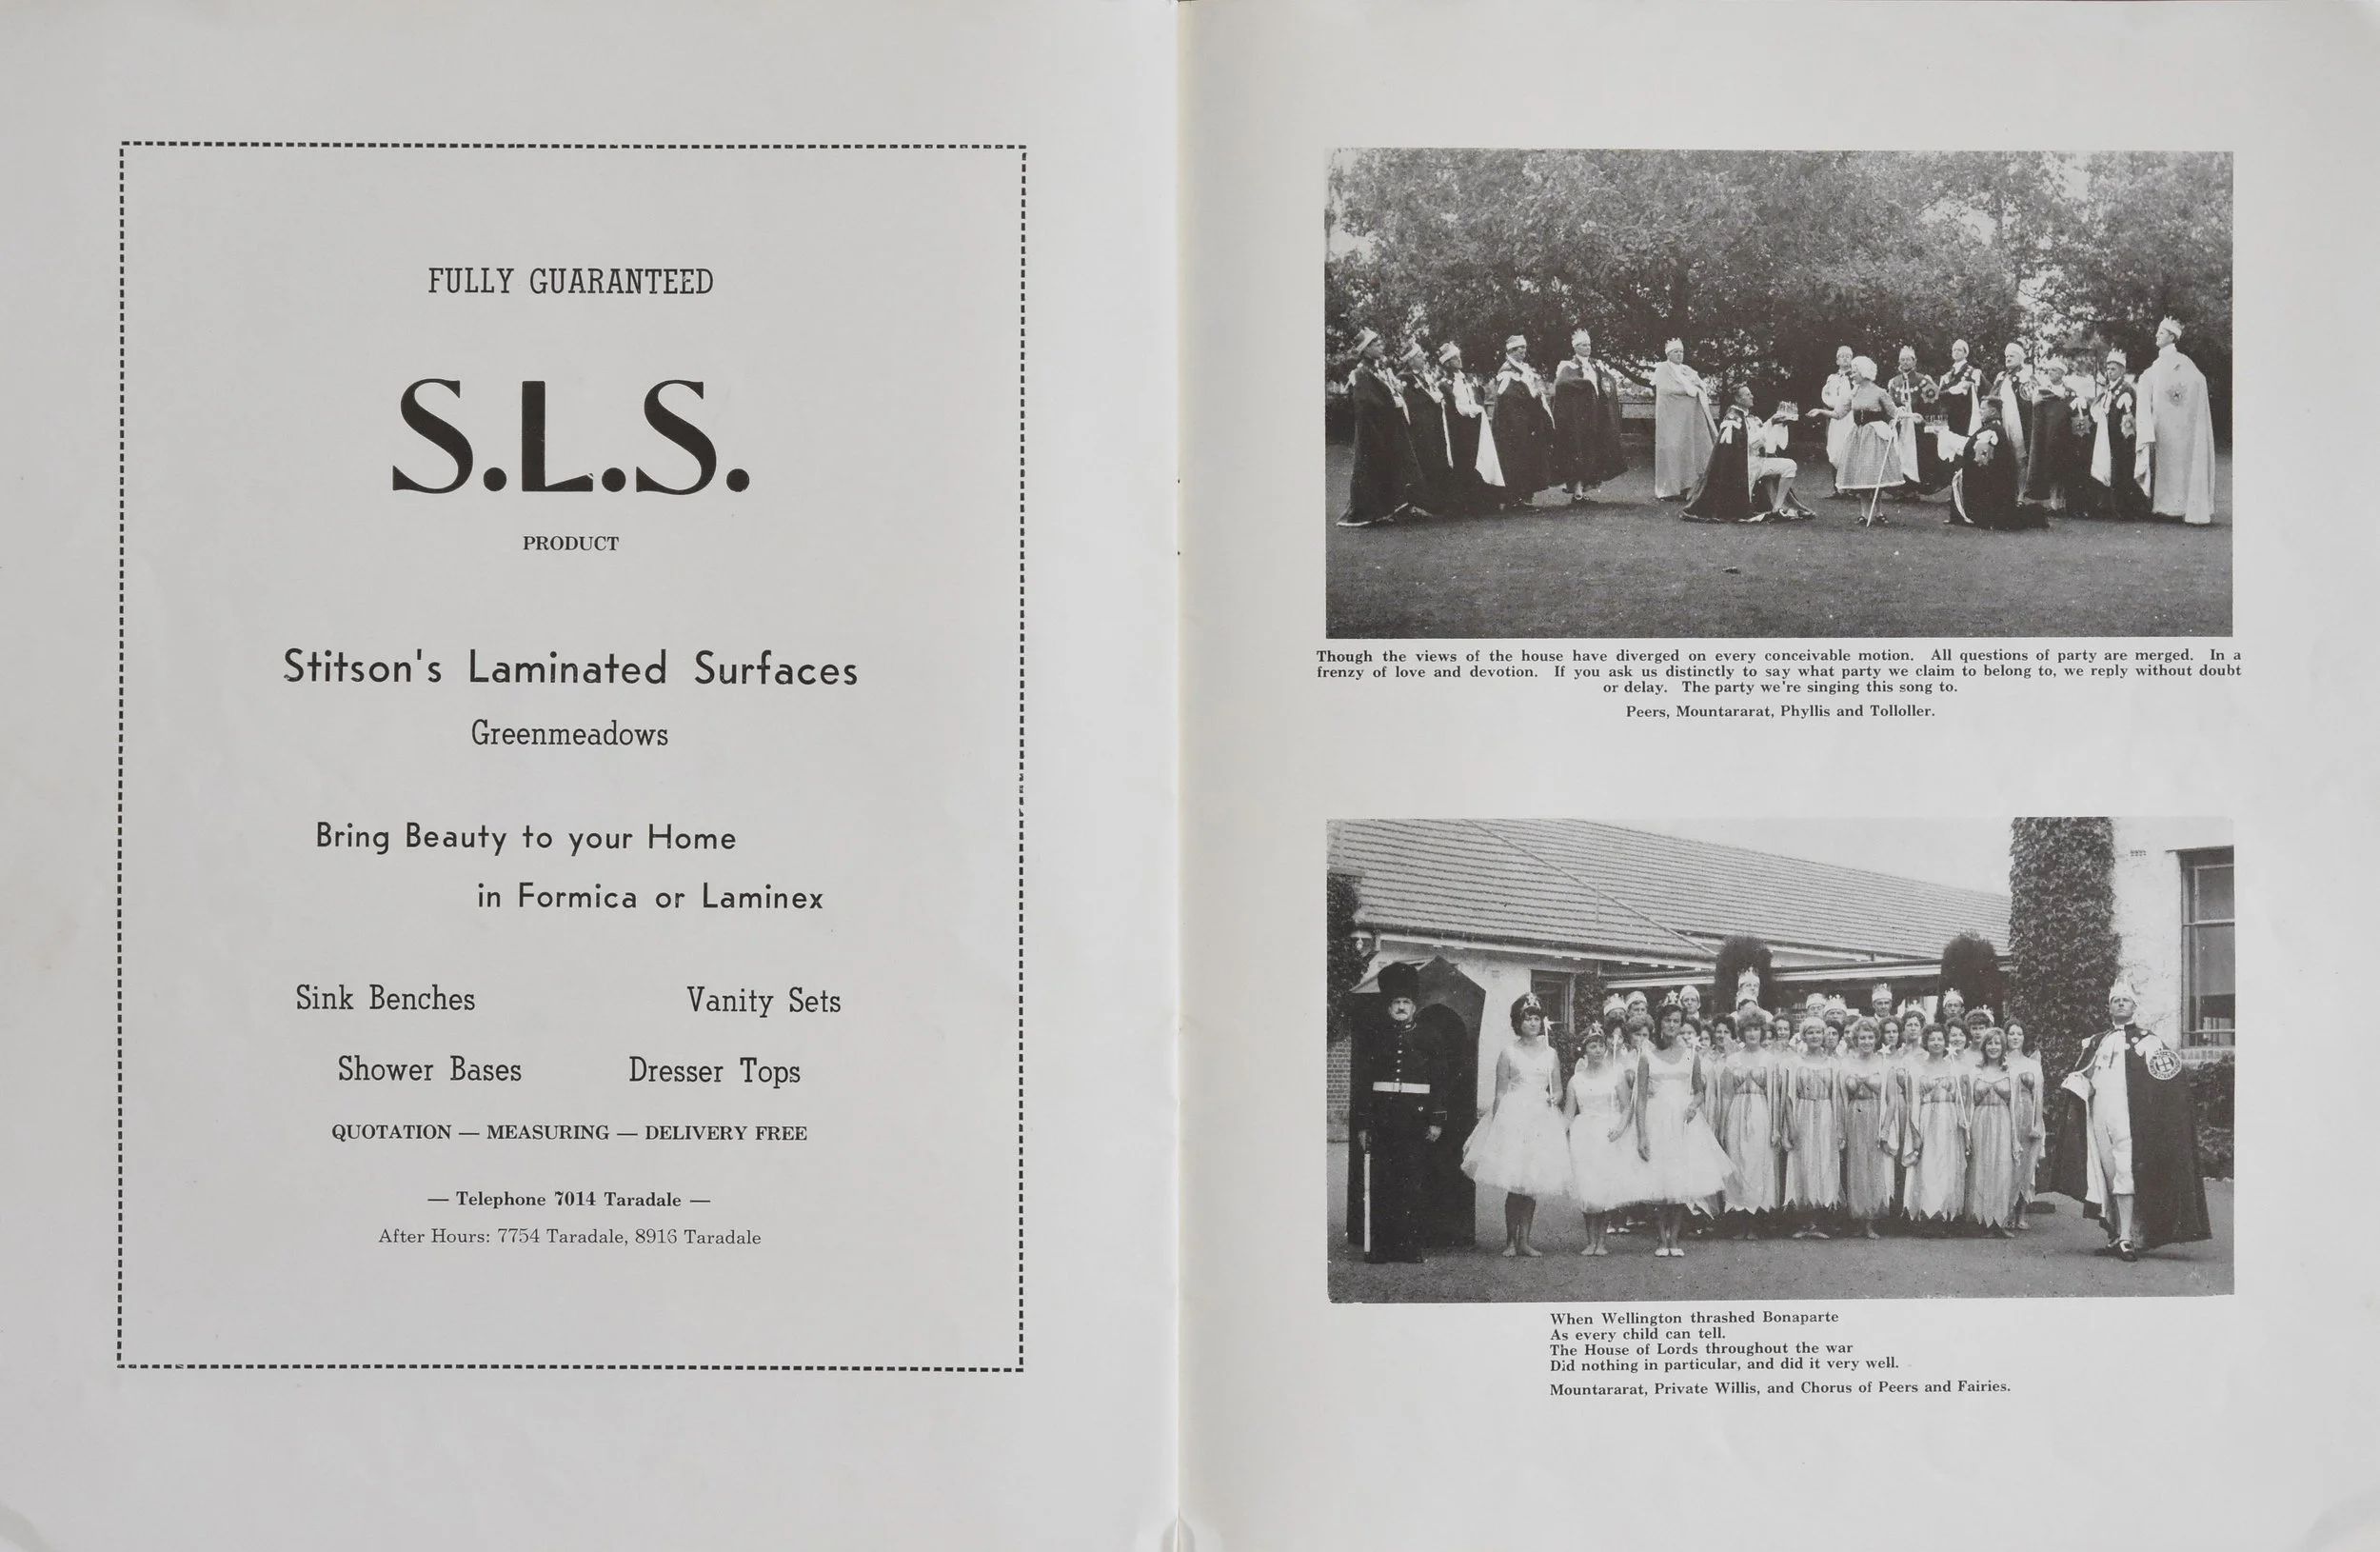 FULLY GUARANTEED
S.L.S.
PRODUCT
Stitson's Laminated Surfaces
Greenmeadows
Bring Beauty to your Home
in Formica or Laminex
Sink Benches Vanity Sets
Shower Bases Dresser Tops
QUOTATION — MEASURING — DELIVERY FREE
— Telephone 7014 Taradale —
After Hours: 7754 Taradale, 8916 Taradale
Though the views of the house have diverged on every conceivable motion. All questions of party are merged. In a
frenzy of love and devotion. If you ask us distinctly to say what party we claim to belong to, we reply without doubt
or delay. The party we're singing this song to.
Peers, Mountararat, Phyllis and Tolloller.
When Wellington thrashed Bonaparte
As every child can tell.
The House of Lords throughout the war
Did nothing in particular, and did it very well.
Mountararat, Private Willis, and Chorus of Peers and Fairies.